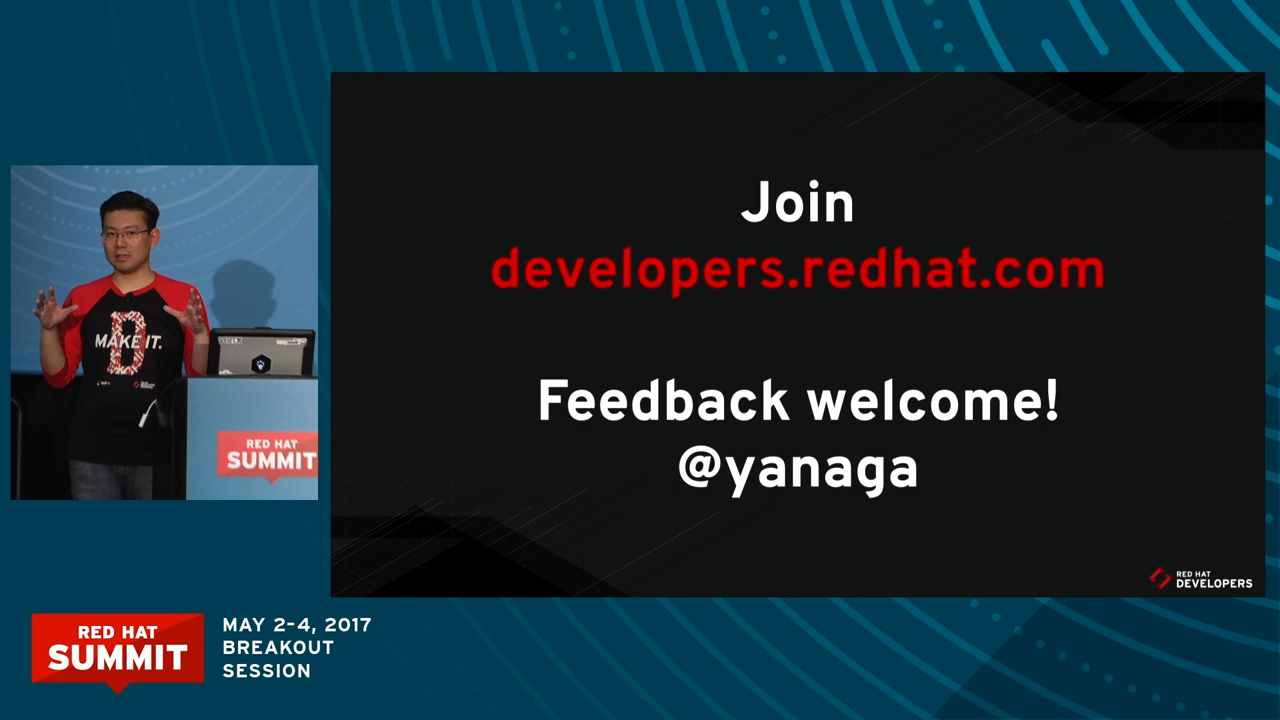 Join
developers.redhat.com
Feedback welcome!
@yanaga
RED HAT
DEVELOPERS
MAKE IT.
VERT.X
RED HAT
SUMMIT
RED HAT
SUMMIT
MAY 2-4, 2017
BREAKOUT
SESSION